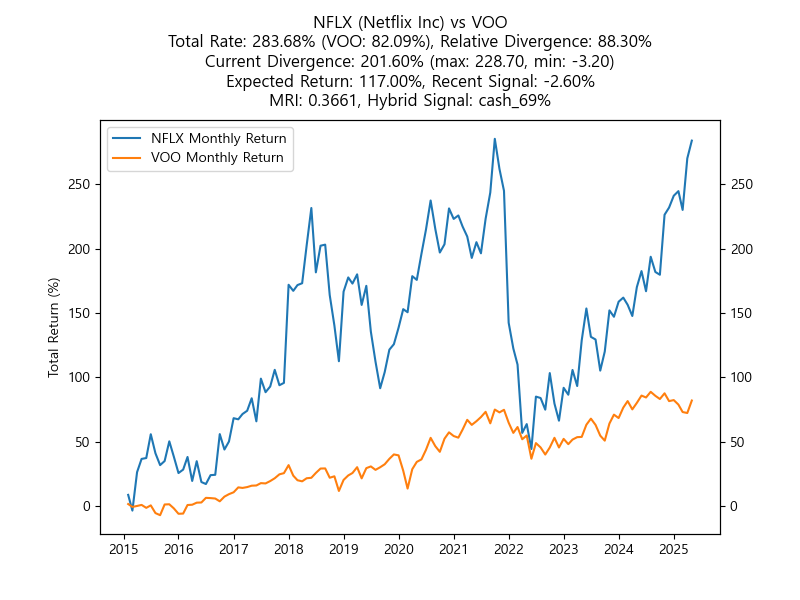 NFLX (Netflix Inc) vs VOO
Total Rate: 283.68% (VOO: 82.09%), Relative Divergence: 88.30%
Current Divergence: 201.60% (max: 228.70, min: -3.20)
Expected Return: 117.00%, Recent Signal: -2.60%
MRI: 0.3661, Hybrid Signal: cash_69%
NFLX Monthly Return
VOO Monthly Return
Total Return (%)
250 250
200 200
150 150
100 100
50 50
0 0
2015 2016 2017 2018 2019 2020 2021 2022 2023 2024 2025